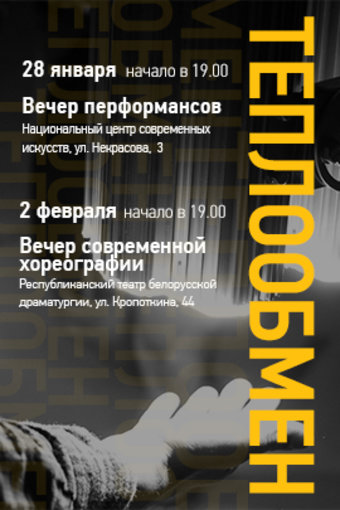 28 января начало в 19.00
Вечер перформансов
Национальный центр современных
искусств, ул. Некрасова, 3
2 февраля начало в 19.00
Вечер современной
хореографии
Республиканский театр белорусской
драматургии, ул. Кропоткина, 44
ТЕПЛООБМЕН